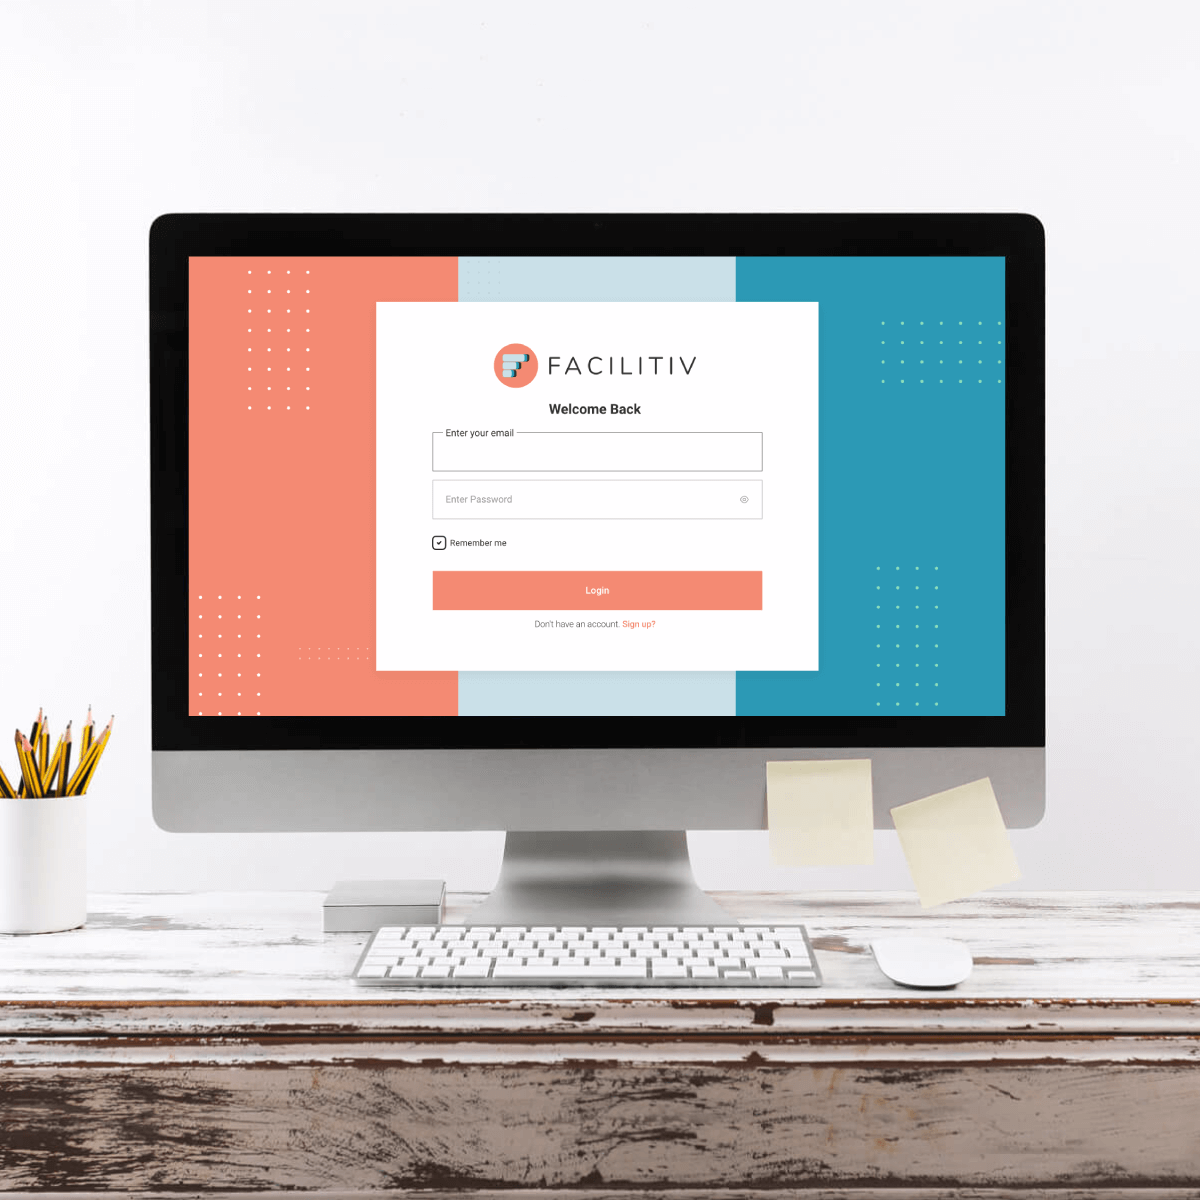 FACILITIV
Welcome Back
Enter your email
Enter Password
Remember me
Login
Don't have an account. Sign up?